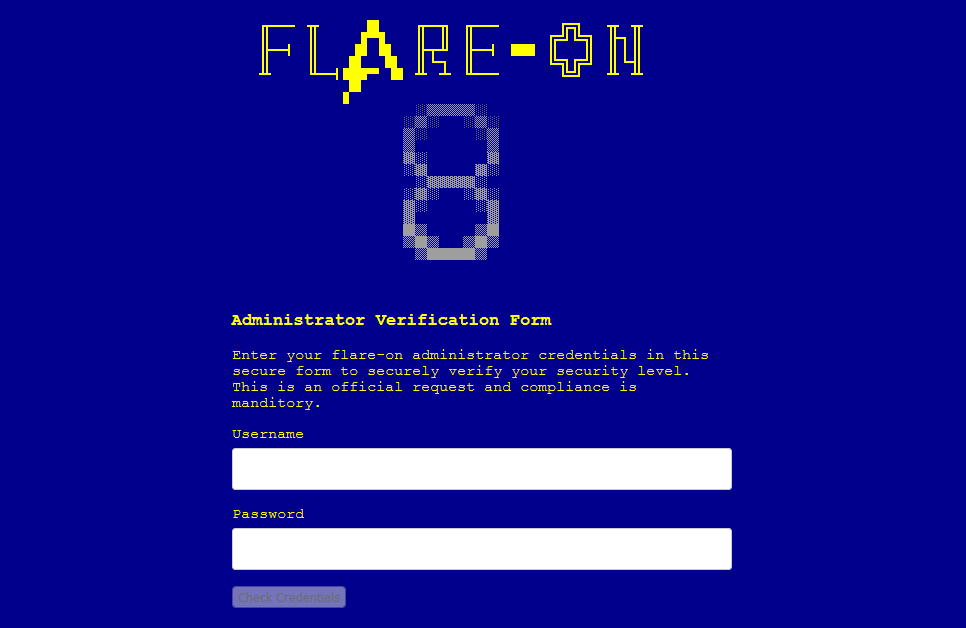 FLARE-ON
8
Administrator Verification Form
Enter your flare-on administrator credentials in this
secure form to securely verify your security level.
This is an official request and compliance is
manditory.
Username
Password
Check Credentials